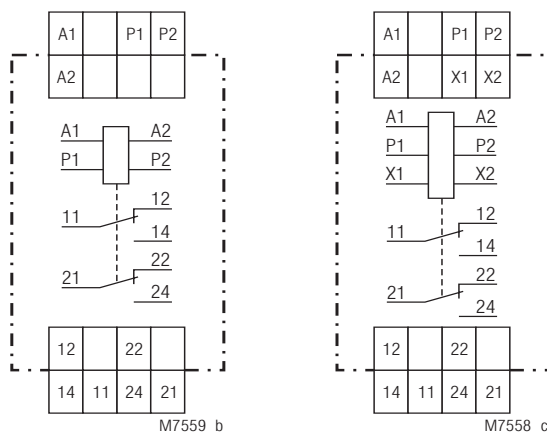 A1 P1 P2
A2
A1 A2
P1 P2
12
11
14
22
21
24
12 22
14 11 24 21
M7559_b
A1 P1 P2
A2 X1 X2
A1 A2
P1 P2
X1 X2
12
11
14
22
21
24
12 22
14 11 24 21
M7558_c